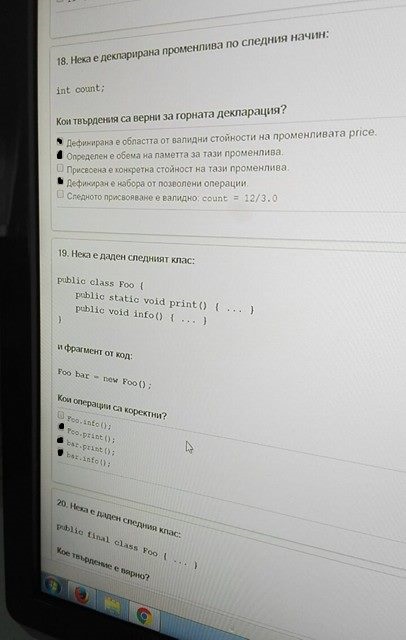 18. Нека е декларирана променлива по следния начин:
int count;
Кои твърдения са верни за горната декларация?
Дефинирана е областта от валидни стойности на променливата price.
Определен е обема на паметта за тази променлива.
Присвоена е конкретна стойност на тази променлива.
Дефиниран е набора от позволени операции.
Следното присвояване е валидно: count = 12/3.0
19. Нека е даден следният клас:
public class Foo {
public static void print() { ... }
public void info() { ... }
}
и фрагмент от код:
Foo bar = new Foo();
Кои операции са коректни?
Foo.info();
Foo.print();
bar.print();
bar.info();
20. Нека е даден следния клас:
public final class Foo { ... }
Кое твърдение е вярно?